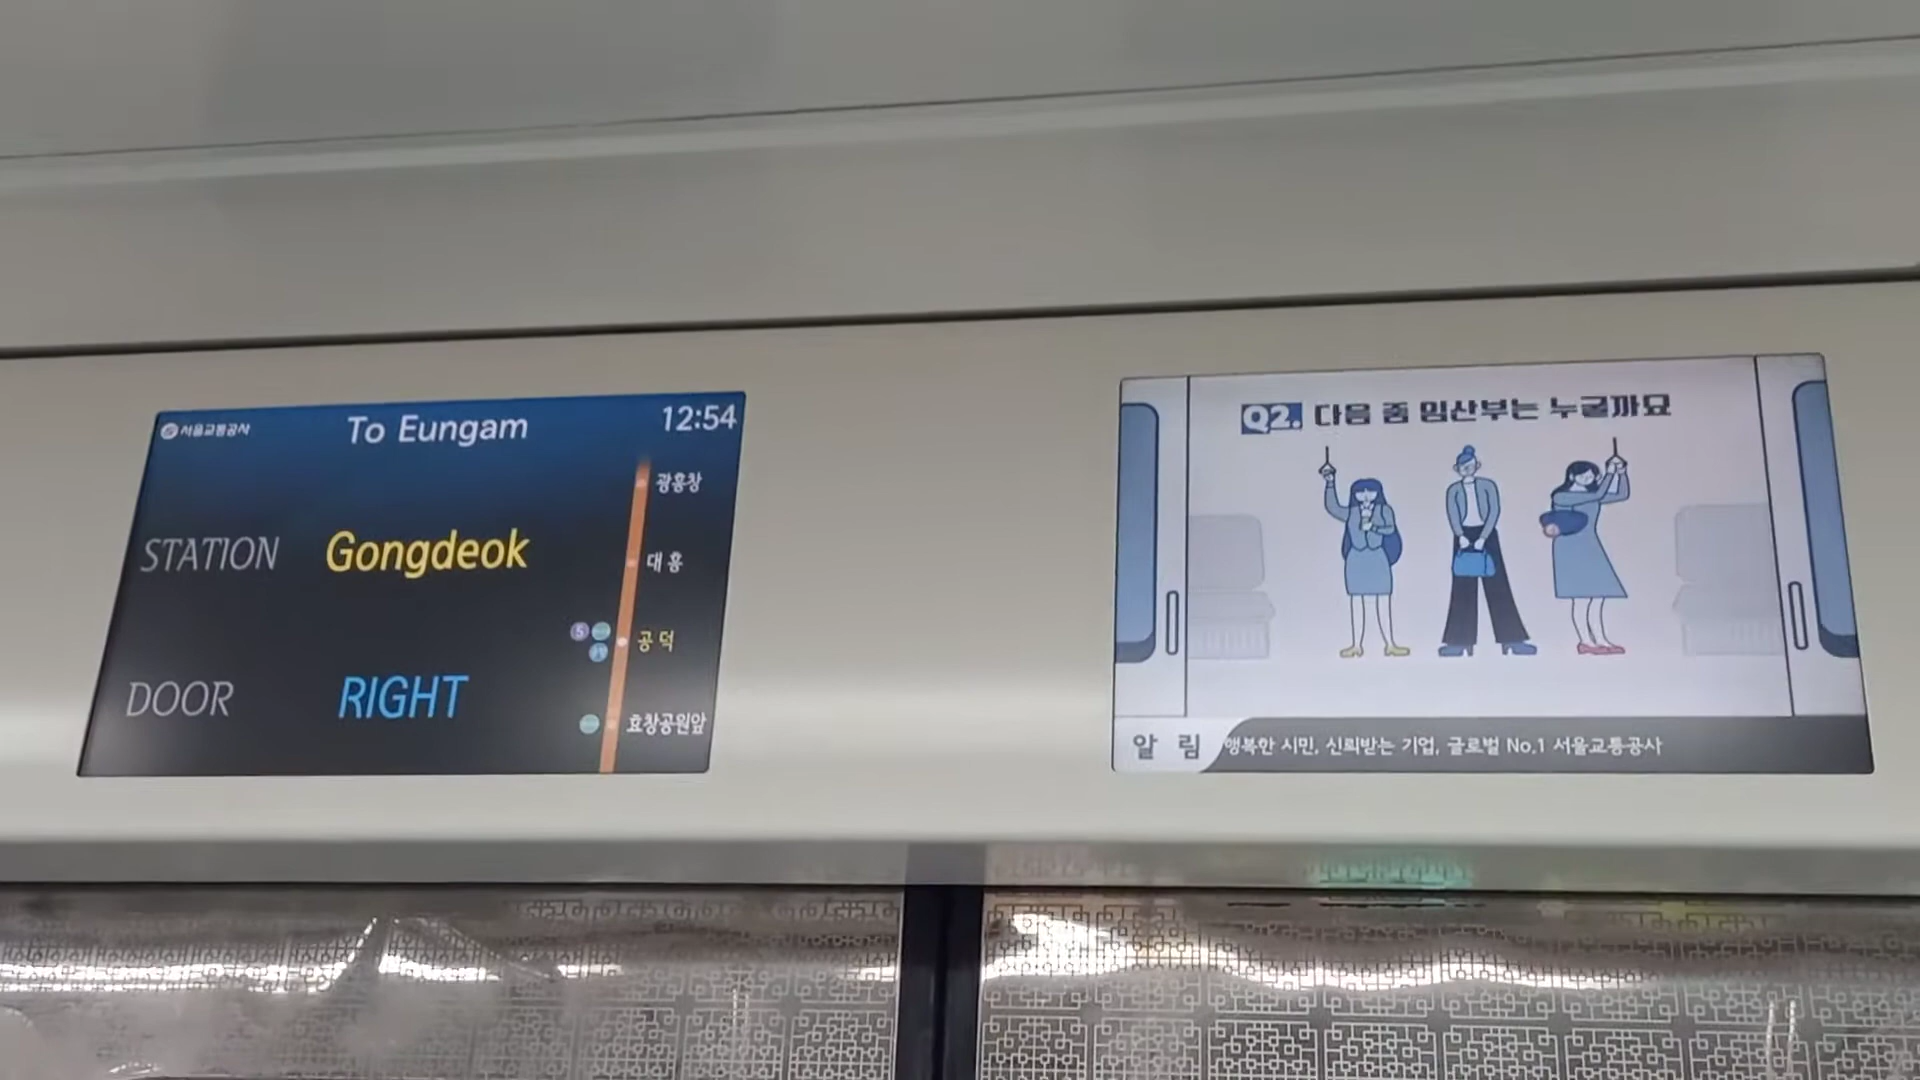 서울교통공사
To Eungam
12:54
STATION
Gongdeok
DOOR
RIGHT
광흥창
대흥
5
공덕
효창공원앞
Q2. 다음 중 임산부는 누굴까요
알림
행복한 시민, 신뢰받는 기업, 글로벌 No.1 서울교통공사